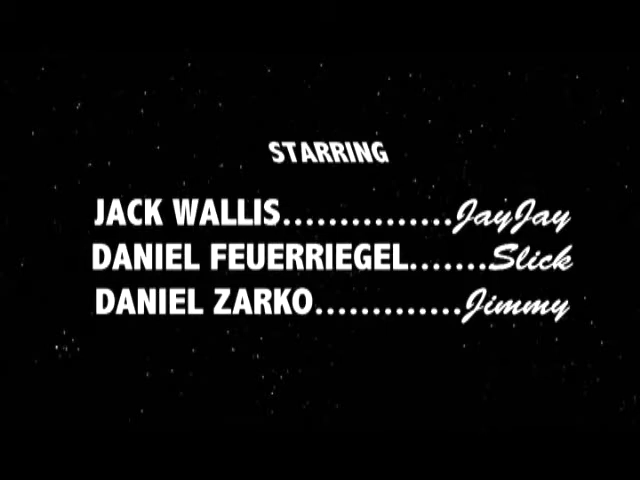 STARRING
JACK WALLIS...............JayJay
DANIEL FEUERRIEGEL.......Slick
DANIEL ZARKO.............Jimmy